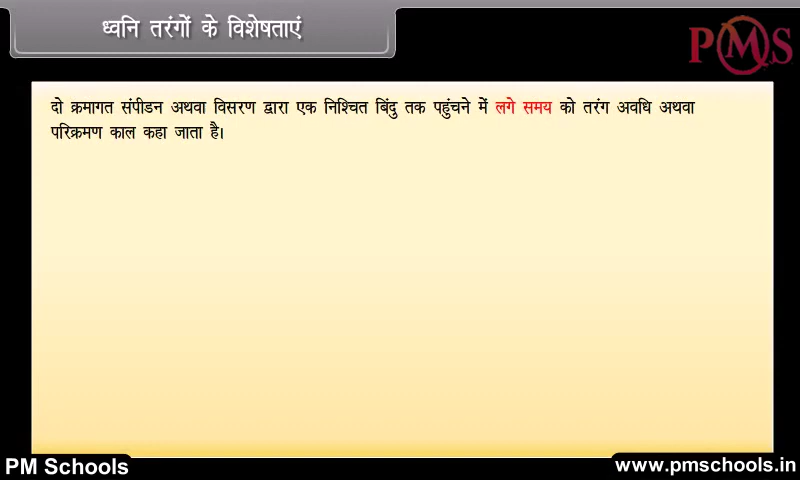 ध्वनि तरंगों के विशेषताएं
PMS
दो क्रमागत संपीडन अथवा विसरण द्वारा एक निश्चित बिंदु तक पहुंचने में लगे समय को तरंग अवधि अथवा
परिक्रमण काल कहा जाता है।
PM Schools
www.pmschools.in